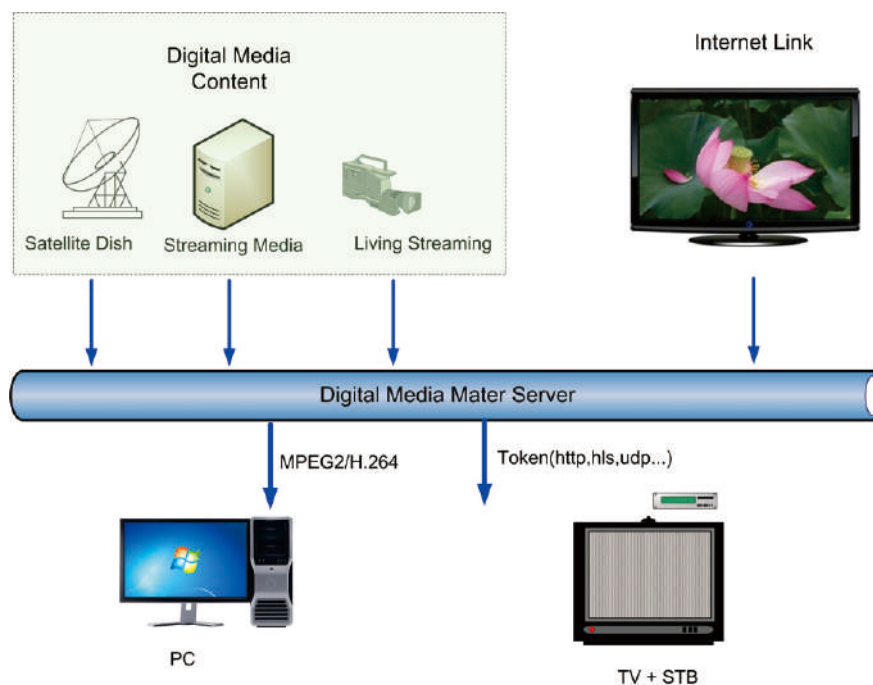 Digital Media
Content
Internet Link
Satellite Dish
Streaming Media
Living Streaming
Digital Media Mater Server
MPEG2/H.264
Token(http,hls,udp...)
PC
TV + STB